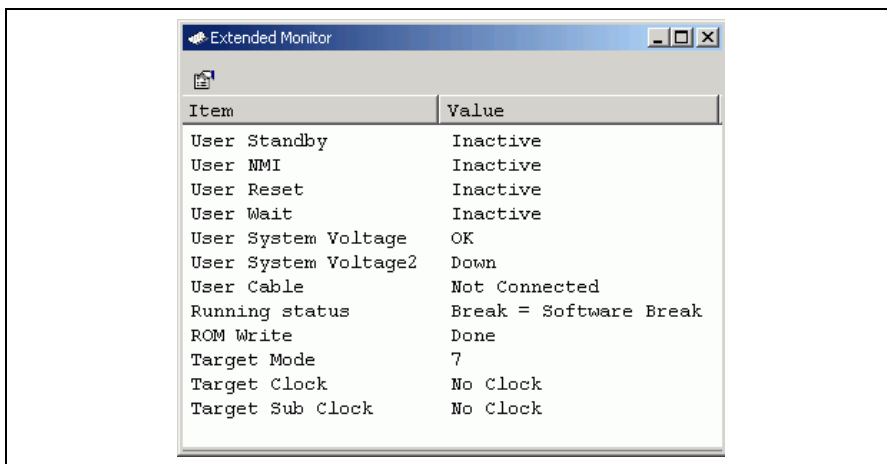 Extended Monitor
Item Value
User Standby Inactive
User NMI Inactive
User Reset Inactive
User Wait Inactive
User System Voltage OK
User System Voltage2 Down
User Cable Not Connected
Running status Break = Software Break
ROM Write Done
Target Mode 7
Target Clock No Clock
Target Sub Clock No Clock